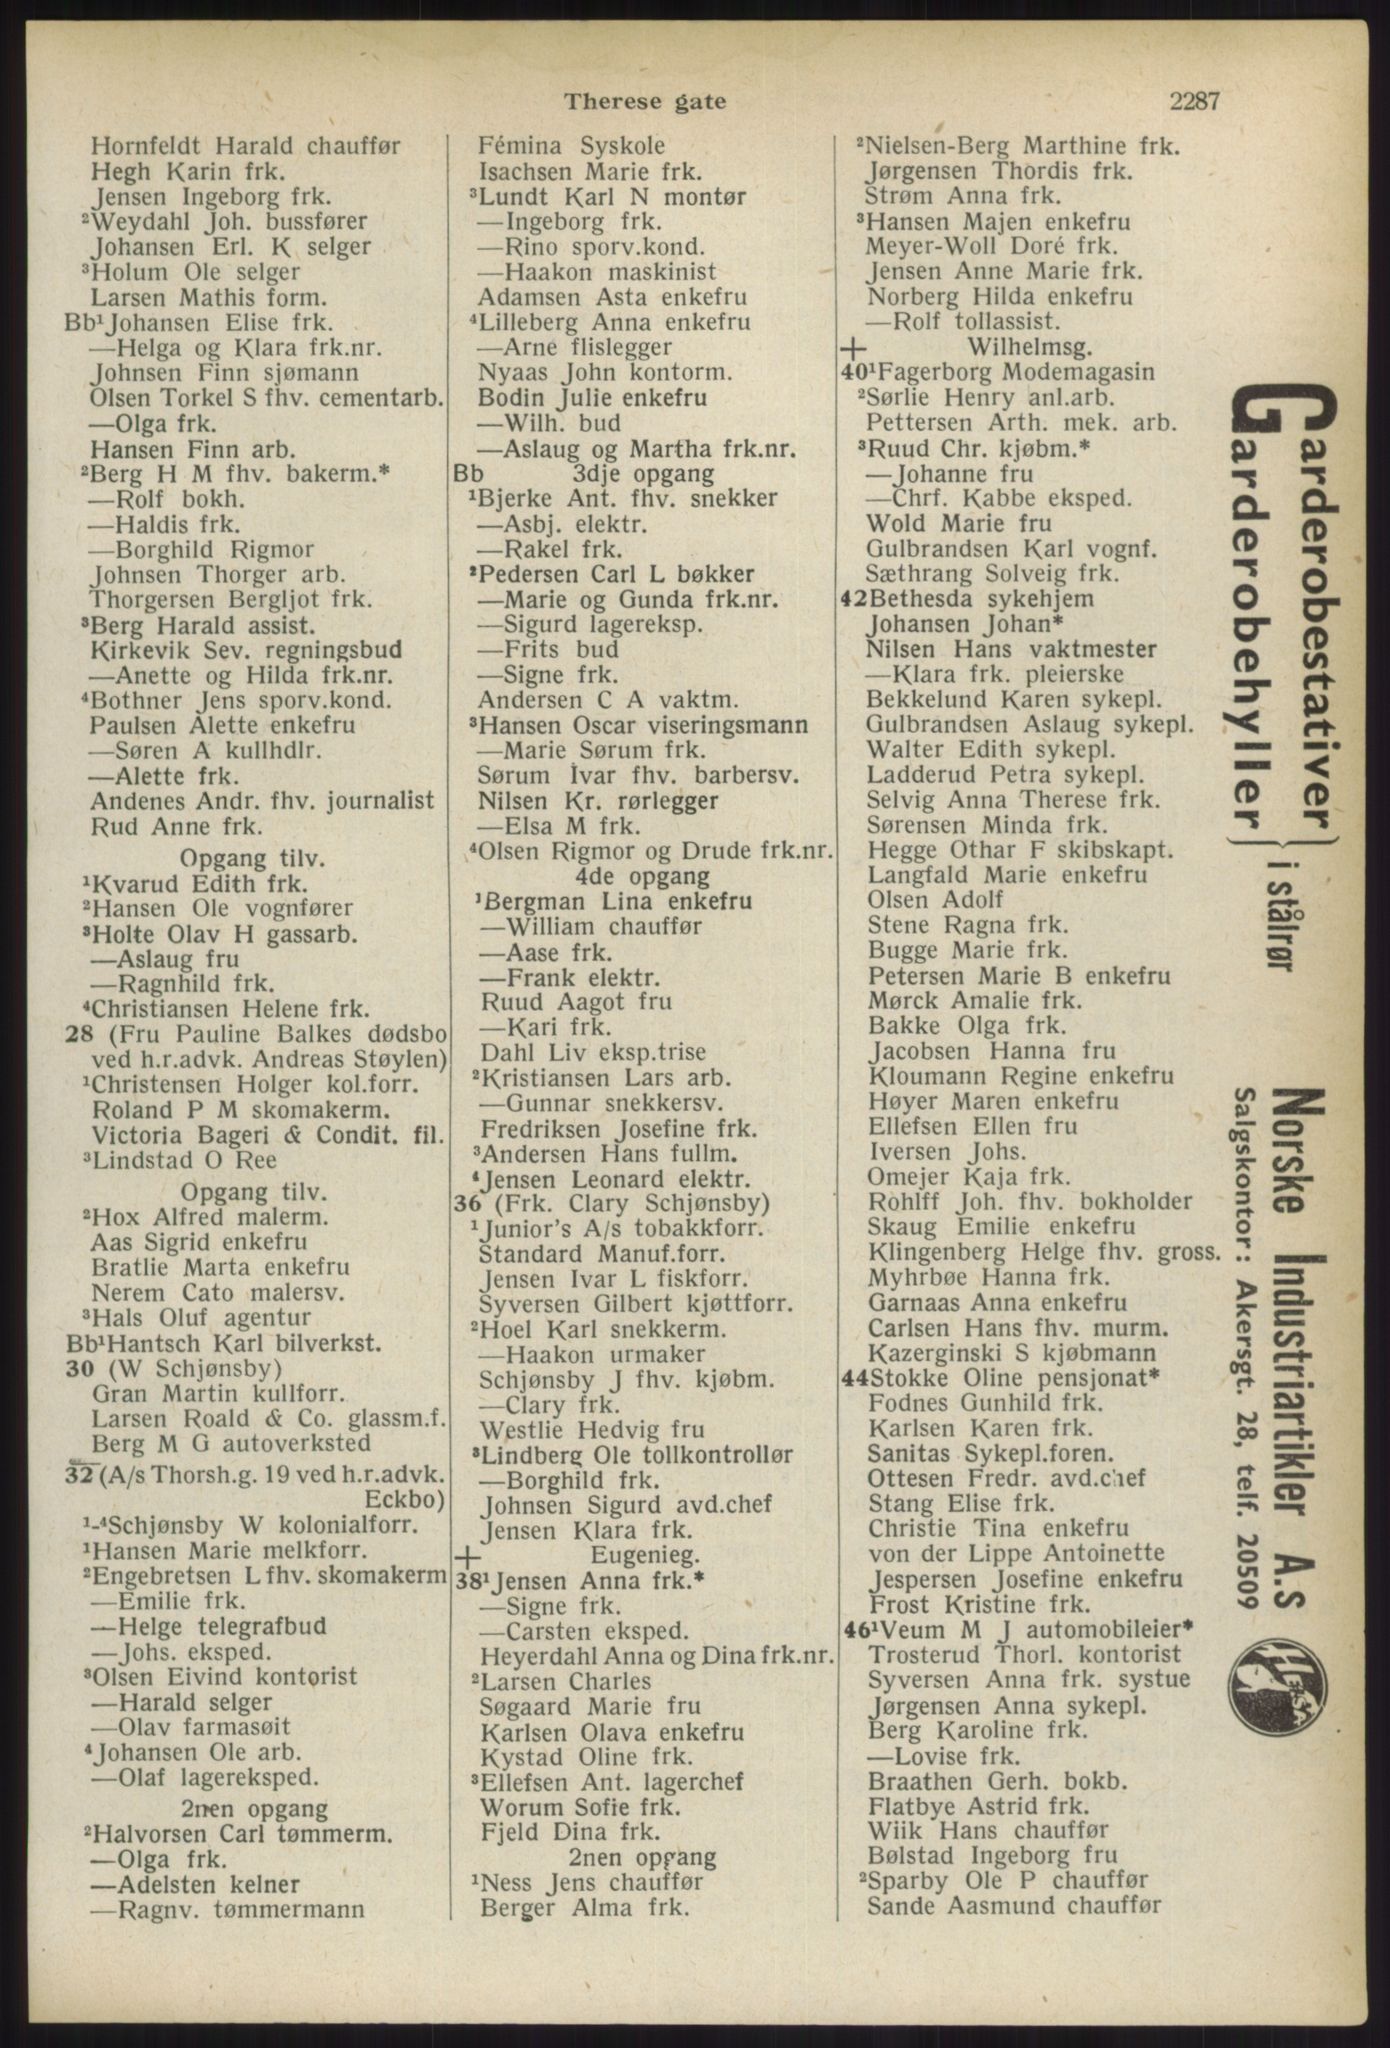 Therese gate 2287
Hornfeldt Harald chauffør
Hegh Karin frk.
Jensen Ingeborg frk.
²Weydahl Joh. bussfører
Johansen Erl. K selger
³Holum Ole selger
Larsen Mathis form.
Bb¹Johansen Elise frk.
—Helga og Klara frk.nr.
Johnsen Finn sjømann
Olsen Torkel S fhv. cementarb.
—Olga frk.
Hansen Finn arb.
²Berg H M fhv. bakerm.*
—Rolf bokh.
—Haldis frk.
—Borghild Rigmor
Johnsen Thorger arb.
Thorgersen Bergljot frk.
³Berg Harald assist.
Kirkevik Sev. regningsbud
—Anette og Hilda frk.nr.
⁴Bothner Jens sporv.kond.
Paulsen Alette enkefru
—Søren A kullhdlr.
—Alette frk.
Andenes Andr. fhv. journalist
Rud Anne frk.
Opgang tilv.
¹Kvarud Edith frk.
²Hansen Ole vognfører
³Holte Olav H gassarb.
—Aslaug fru
—Ragnhild frk.
⁴Christiansen Helene frk.
28 (Fru Pauline Balkes dødsbo
ved h.r.advk. Andreas Støylen)
¹Christensen Holger kol.forr.
Roland P M skomakerm.
Victoria Bageri & Condit. fil.
³Lindstad O Ree
Opgang tilv.
²Hox Alfred malerm.
Aas Sigrid enkefru
Bratlie Marta enkefru
Nerem Cato malersv.
³Hals Oluf agentur
Bb¹Hantsch Karl bilverkst.
30 (W Schjønsby)
Gran Martin kullforr.
Larsen Roald & Co. glassm.f.
Berg M G autoverksted
32 (A/s Thorsh.g. 19 ved h.r.advk.
Eckbo)
¹-⁴Schjønsby W kolonialforr.
¹Hansen Marie melkforr.
²Engebretsen L fhv. skomakerm
—Emilie frk.
—Helge telegrafbud
—Johs. eksped.
³Olsen Eivind kontorist
—Harald selger
—Olav farmasøit
⁴Johansen Ole arb.
—Olaf lagereksped.
2nen opgang
²Halvorsen Carl tømmerm.
—Olga frk.
—Adelsten kelner
—Ragnv. tømmermann
Fémina Syskole
Isachsen Marie frk.
³Lundt Karl N montør
—Ingeborg frk.
—Rino sporv.kond.
—Haakon maskinist
Adamsen Asta enkefru
⁴Lilleberg Anna enkefru
—Arne flislegger
Nyaas John kontorm.
Bodin Julie enkefru
—Wilh. bud
—Aslaug og Martha frk.nr.
Bb 3dje opgang
¹Bjerke Ant. fhv. snekker
—Asbj. elektr.
—Rakel frk.
²Pedersen Carl L bøkker
—Marie og Gunda frk.nr.
—Sigurd lagereksp.
—Frits bud
—Signe frk.
Andersen C A vaktm.
³Hansen Oscar viseringsmann
—Marie Sørum frk.
Sørum Ivar fhv. barbersv.
Nilsen Kr. rørlegger
—Elsa M frk.
⁴Olsen Rigmor og Drude frk.nr.
4de opgang
¹Bergman Lina enkefru
—William chauffør
—Aase frk.
—Frank elektr.
Ruud Aagot fru
—Kari frk.
Dahl Liv eksp.trise
²Kristiansen Lars arb.
—Gunnar snekkersv.
Fredriksen Josefine frk.
³Andersen Hans fullm.
⁴Jensen Leonard elektr.
36 (Frk. Clary Schjønsby)
¹Junior's A/s tobakkforr.
Standard Manuf.forr.
Jensen Ivar L fiskforr.
Syversen Gilbert kjøttforr.
²Hoel Karl snekkerm.
—Haakon urmaker
Schjønsby J fhv. kjøbm.
—Clary frk.
Westlie Hedvig fru
³Lindberg Ole tollkontrollør
—Borghild frk.
Johnsen Sigurd avd.chef
Jensen Klara frk.
+ Eugenieg.
38¹Jensen Anna frk.*
—Signe frk.
—Carsten eksped.
Heyerdahl Anna og Dina frk.nr.
²Larsen Charles
Søgaard Marie fru
Karlsen Olava enkefru
Kystad Oline frk.
³Ellefsen Ant. lagerchef
Worum Sofie frk.
Fjeld Dina frk.
2nen opgang
¹Ness Jens chauffør
Berger Alma frk.
²Nielsen-Berg Marthine frk.
Jørgensen Thordis frk.
Strøm Anna frk.
³Hansen Majen enkefru
Meyer-Woll Doré frk.
Jensen Anne Marie frk.
Norberg Hilda enkefru
—Rolf tollassist.
+ Wilhelmsg.
40¹Fagerborg Modemagasin
²Sørlie Henry anl.arb.
Pettersen Arth. mek. arb.
³Ruud Chr. kjøbm.*
—Johanne fru
—Chrf. Kabbe eksped.
Wold Marie fru
Gulbrandsen Karl vognf.
Sæthrang Solveig frk.
42Bethesda sykehjem
Johansen Johan*
Nilsen Hans vaktmester
—Klara frk. pleierske
Bekkelund Karen sykepl.
Gulbrandsen Aslaug sykepl.
Walter Edith sykepl.
Ladderud Petra sykepl.
Selvig Anna Therese frk.
Sørensen Minda frk.
Hegge Othar F skibskapt.
Langfald Marie enkefru
Olsen Adolf
Stene Ragna frk.
Bugge Marie frk.
Petersen Marie B enkefru
Mørck Amalie frk.
Bakke Olga frk.
Jacobsen Hanna fru
Kloumann Regine enkefru
Høyer Maren enkefru
Ellefsen Ellen fru
Iversen Johs.
Omejer Kaja frk.
Rohlff Joh. fhv. bokholder
Skaug Emilie enkefru
Klingenberg Helge fhv. gross.
Myhrbøe Hanna frk.
Garnaas Anna enkefru
Carlsen Hans fhv. murm.
Kazerginski S kjøbmann
44Stokke Oline pensjonat*
Fodnes Gunhild frk.
Karlsen Karen frk.
Sanitas Sykepl.foren.
Ottesen Fredr. avd.chef
Stang Elise frk.
Christie Tina enkefru
von der Lippe Antoinette
Jespersen Josefine enkefru
Frost Kristine frk.
46¹Veum M J automobileier*
Trosterud Thorl. kontorist
Syversen Anna frk. systue
Jørgensen Anna sykepl.
Berg Karoline frk.
—Lovise frk.
Braathen Gerh. bokb.
Flatbye Astrid frk.
Wiik Hans chauffør
Bølstad Ingeborg fru
²Sparby Ole P chauffør
Sande Aasmund chauffør
Garderobestativer
Garderobehyller
i stålrør
Norske Industriartikler A.s
Salgskontor: Akersgt. 28, telf. 20509